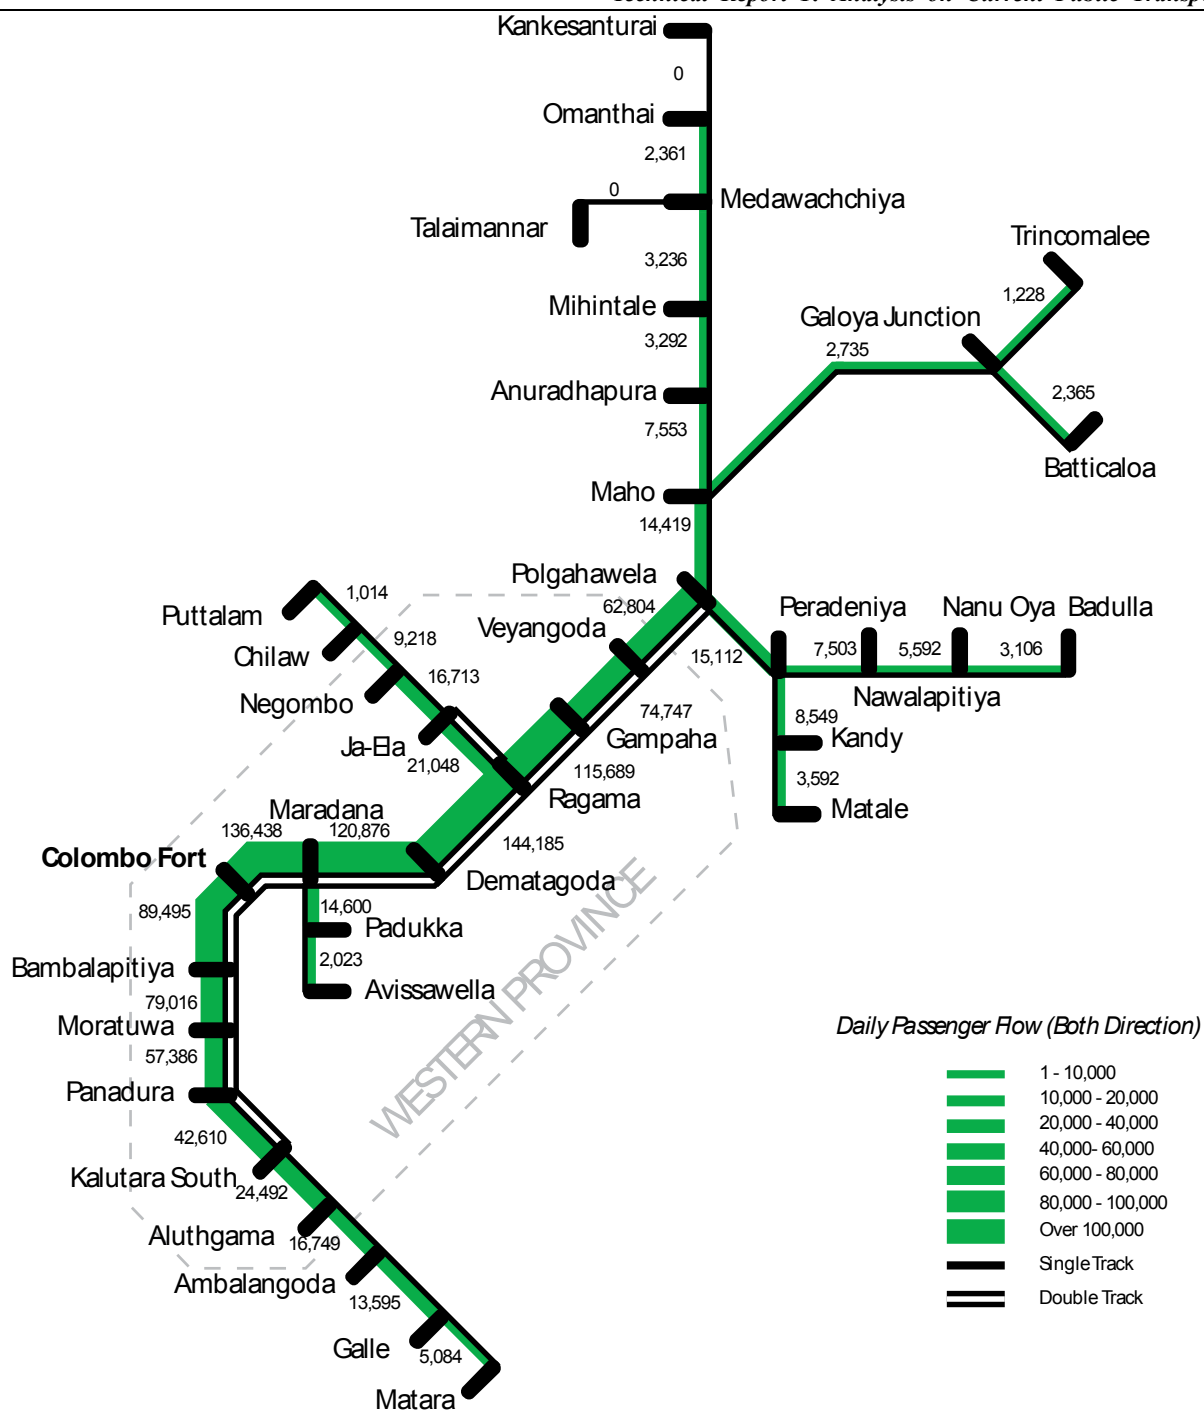 Technical Report 1: Analysis on Current Public Transp
Kankesanturai
0
Omanthai
2,361
0
Medawachchiya
Talaimannar
Trincomalee
3,236
1,228
Mihintale
Galoya Junction
3,292
2,735
Anuradhapura
2,365
7,553
Batticaloa
Maho
14,419
Polgahawela
1,014
62,804
Peradeniya
Nanu Oya
Badulla
Puttalam
Veyangoda
9,218
7,503
5,592
3,106
Chilaw
15,112
16,713
Nawalapitiya
Negombo
74,747
8,549
Ja-Ela
Gampaha
Kandy
21,048
115,689
3,592
Ragama
Maradana
Matale
136,438
120,876
144,185
Colombo Fort
Dematagoda
89,495
14,600
Padukka
Bambalapitiya
2,023
Avissawella
79,016
Moratuwa
WESTERN PROVINCE
57,386
Panadura
42,610
Kalutara South
24,492
Aluthgama
16,749
Ambalangoda
13,595
Galle
5,084
Matara
Daily Passenger Flow (Both Direction)
1 - 10,000
10,000 - 20,000
20,000 - 40,000
40,000- 60,000
60,000 - 80,000
80,000 - 100,000
Over 100,000
Single Track
Double Track